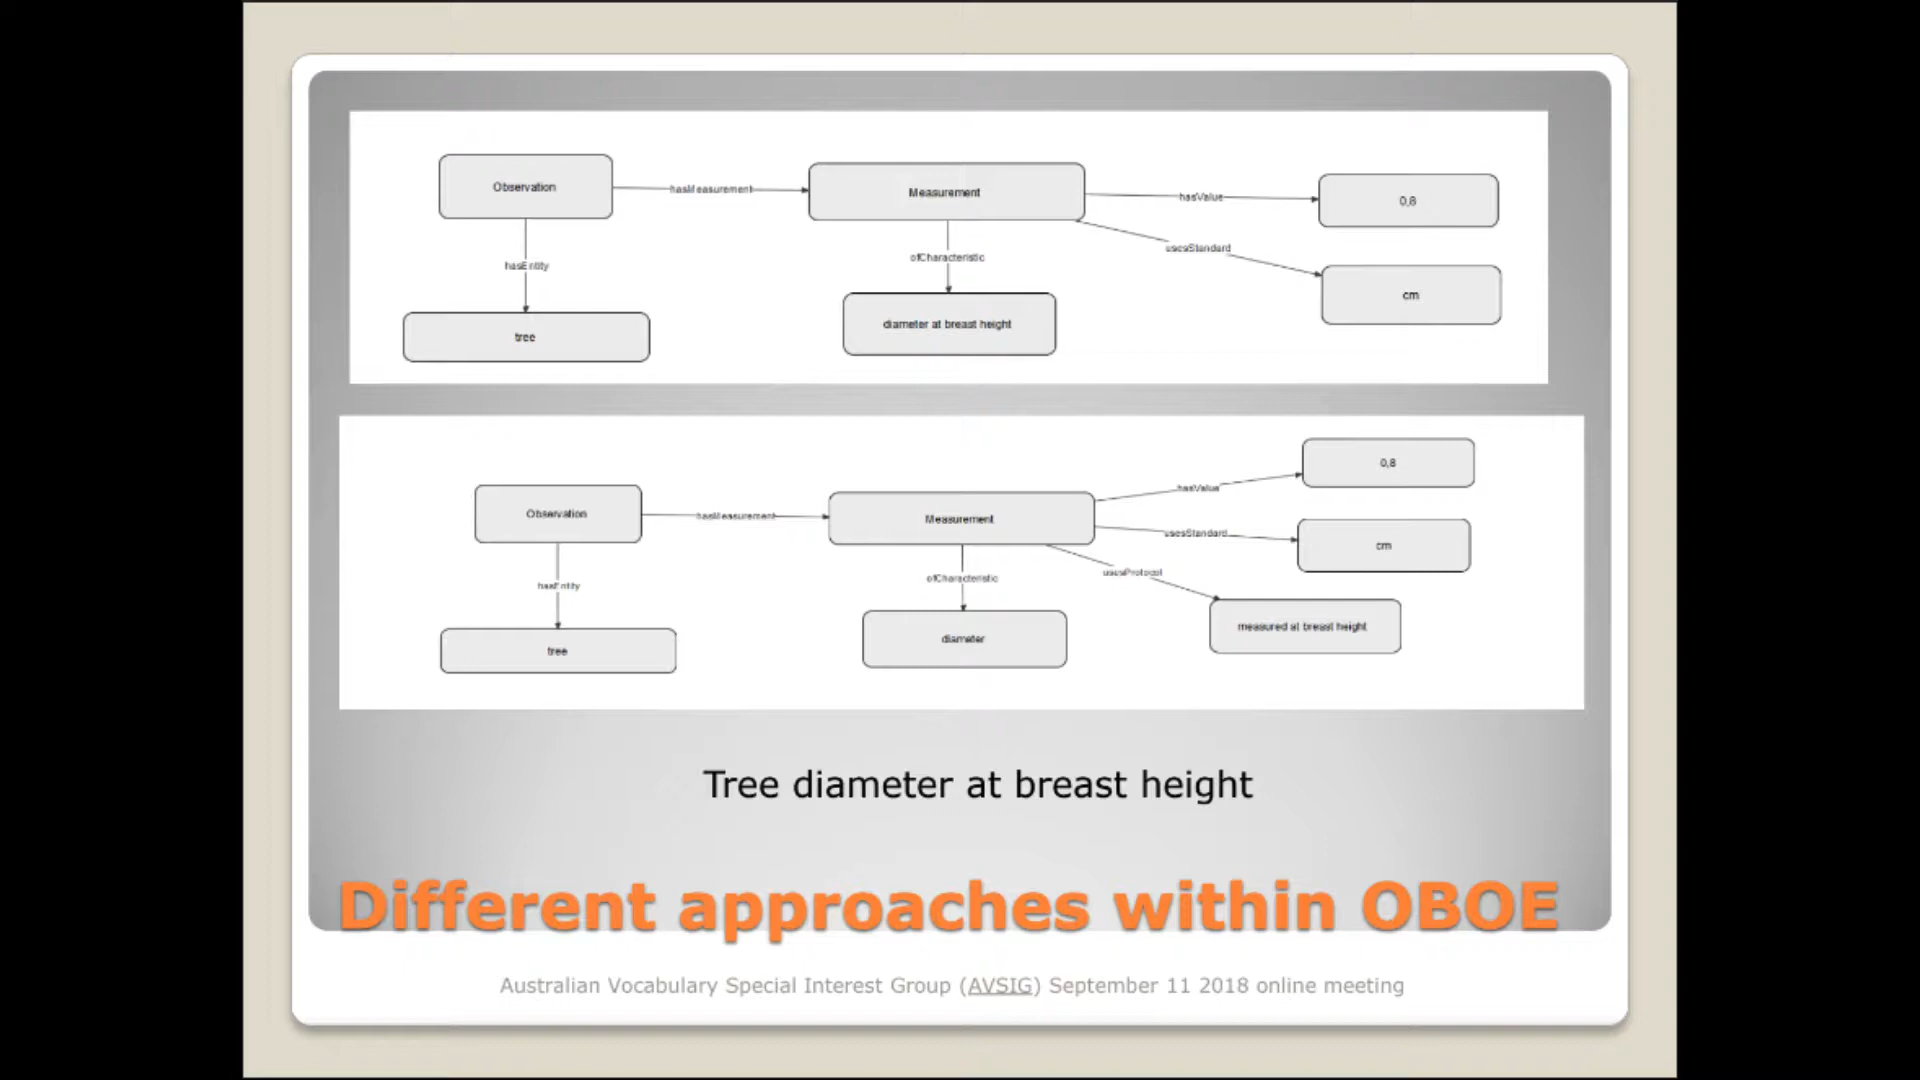 Observation
hasMeasurement
Measurement
hasValue
0,8
usesStandard
cm
hasEntity
ofCharacteristic
tree
diameter at breast height
0,8
hasValue
Observation
hasMeasurement
Measurement
usesStandard
cm
hasEntity
ofCharacteristic
ususProtocol
measured at breast height
tree
diameter
Tree diameter at breast height
Different approaches within OBOE
Australian Vocabulary Special Interest Group (AVSIG) September 11 2018 online meeting